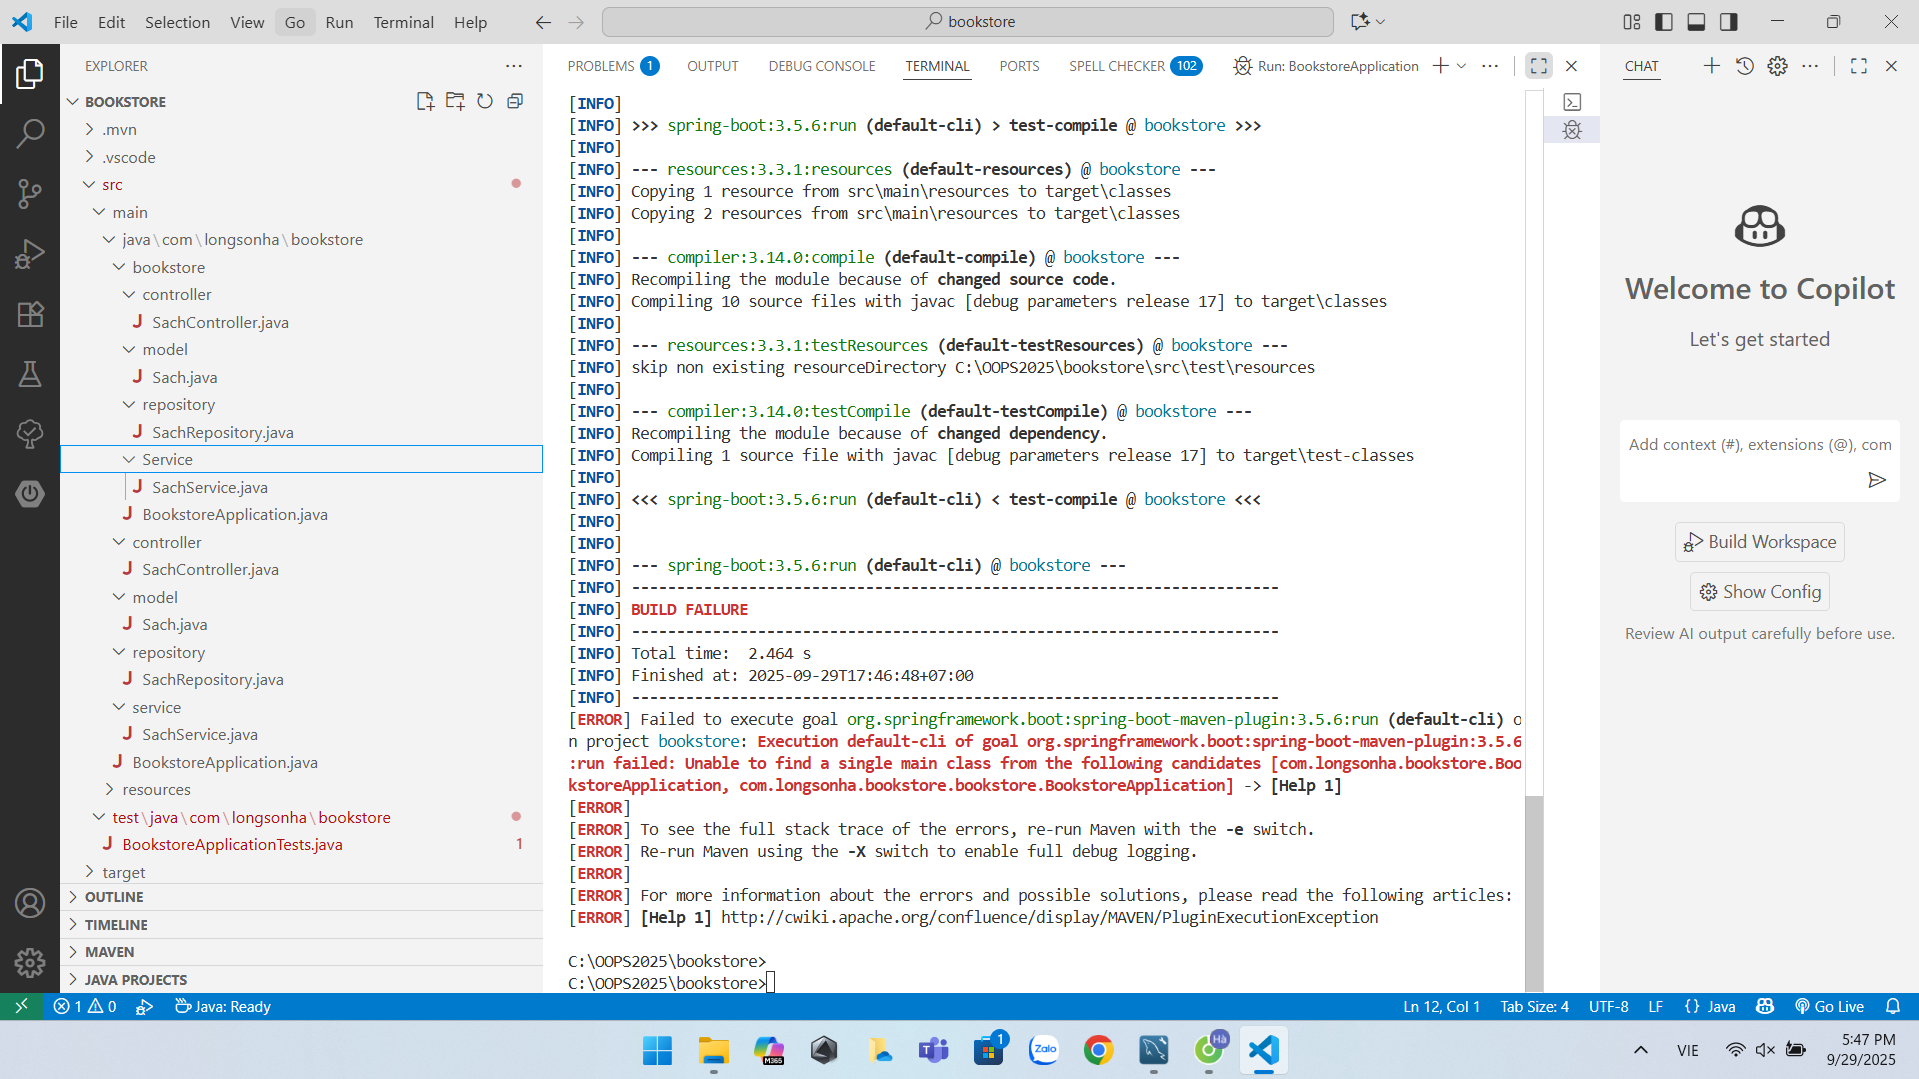 File Edit Selection View Go Run Terminal Help
bookstore
EXPLORER
BOOKSTORE
.mvn
.vscode
src
main
java\com\longsonha\bookstore
bookstore
controller
SachController.java
model
Sach.java
repository
SachRepository.java
Service
SachService.java
BookstoreApplication.java
controller
SachController.java
model
Sach.java
repository
SachRepository.java
service
SachService.java
BookstoreApplication.java
resources
test\java\com\longsonha\bookstore
BookstoreApplicationTests.java 1
target
OUTLINE
TIMELINE
MAVEN
JAVA PROJECTS
PROBLEMS 1 OUTPUT DEBUG CONSOLE TERMINAL PORTS SPELL CHECKER 102 Run: BookstoreApplication
[INFO]
[INFO] >>> spring-boot:3.5.6:run (default-cli) > test-compile @ bookstore >>>
[INFO]
[INFO] --- resources:3.3.1:resources (default-resources) @ bookstore ---
[INFO] Copying 1 resource from src\main\resources to target\classes
[INFO] Copying 2 resources from src\main\resources to target\classes
[INFO]
[INFO] --- compiler:3.14.0:compile (default-compile) @ bookstore ---
[INFO] Recompiling the module because of changed source code.
[INFO] Compiling 10 source files with javac [debug parameters release 17] to target\classes
[INFO]
[INFO] --- resources:3.3.1:testResources (default-testResources) @ bookstore ---
[INFO] skip non existing resourceDirectory C:\OOPS2025\bookstore\src\test\resources
[INFO]
[INFO] --- compiler:3.14.0:testCompile (default-testCompile) @ bookstore ---
[INFO] Recompiling the module because of changed dependency.
[INFO] Compiling 1 source file with javac [debug parameters release 17] to target\test-classes
[INFO]
[INFO] <<< spring-boot:3.5.6:run (default-cli) < test-compile @ bookstore <<<
[INFO]
[INFO]
[INFO] --- spring-boot:3.5.6:run (default-cli) @ bookstore ---
[INFO] ------------------------------------------------------------------------
[INFO] BUILD FAILURE
[INFO] ------------------------------------------------------------------------
[INFO] Total time:  2.464 s
[INFO] Finished at: 2025-09-29T17:46:48+07:00
[INFO] ------------------------------------------------------------------------
[ERROR] Failed to execute goal org.springframework.boot:spring-boot-maven-plugin:3.5.6:run (default-cli) o
n project bookstore: Execution default-cli of goal org.springframework.boot:spring-boot-maven-plugin:3.5.6
:run failed: Unable to find a single main class from the following candidates [com.longsonha.bookstore.Boo
kstoreApplication, com.longsonha.bookstore.bookstore.BookstoreApplication] -> [Help 1]
[ERROR]
[ERROR] To see the full stack trace of the errors, re-run Maven with the -e switch.
[ERROR] Re-run Maven using the -X switch to enable full debug logging.
[ERROR]
[ERROR] For more information about the errors and possible solutions, please read the following articles:
[ERROR] [Help 1] http://cwiki.apache.org/confluence/display/MAVEN/PluginExecutionException
C:\OOPS2025\bookstore>
C:\OOPS2025\bookstore>
CHAT
Welcome to Copilot
Let's get started
Add context (#), extensions (@), com
Build Workspace
Show Config
Review AI output carefully before use.
1 0 Java: Ready Ln 12, Col 1 Tab Size: 4 UTF-8 LF {} Java Go Live
M365 1 Zalo Hà
VIE
5:47 PM
9/29/2025